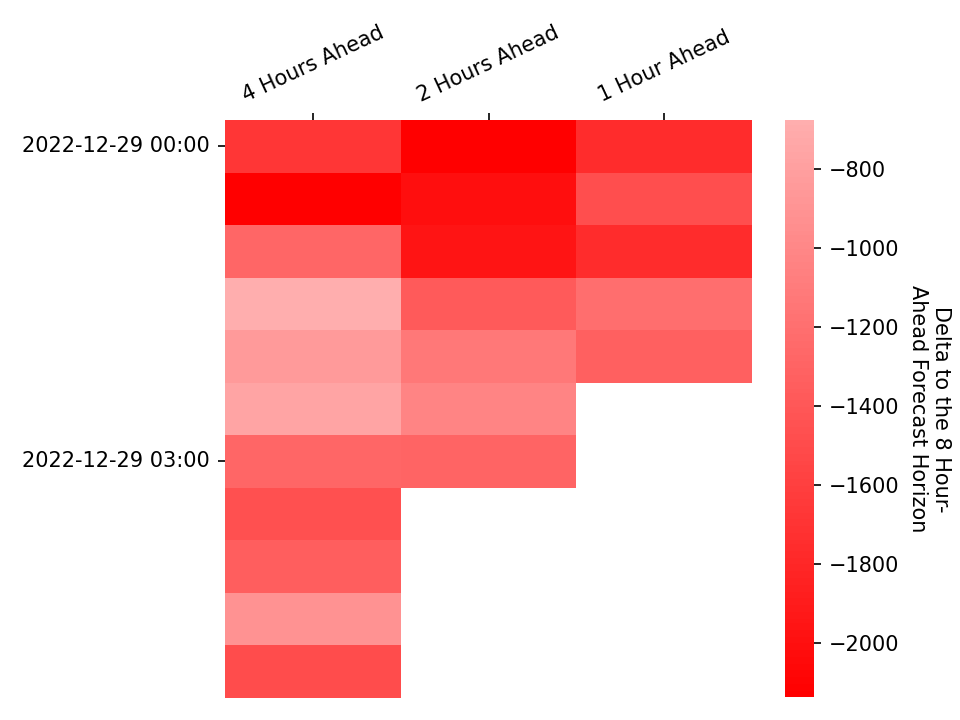 4 Hours Ahead
2 Hours Ahead
1 Hour Ahead
2022-12-29 00:00
2022-12-29 03:00
−800
−1000
−1200
−1400
−1600
−1800
−2000
Delta to the 8 Hour-
Ahead Forecast Horizon